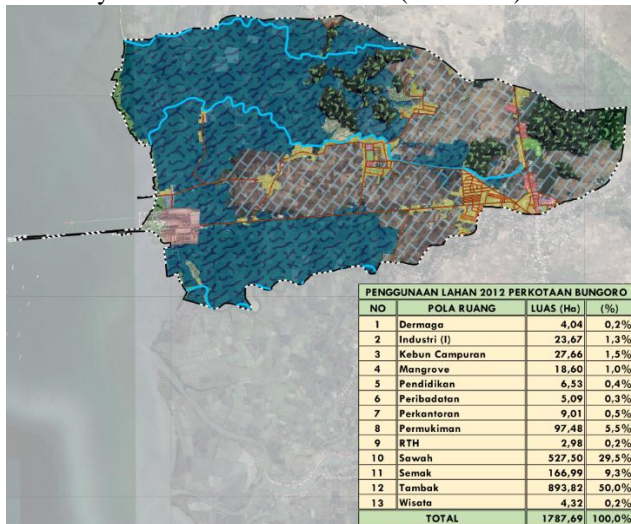 PENGGUNAAN LAHAN 2012 PERKOTAAN BUNGORO
NO POLA RUANG LUAS (Ha) (%)
1 Dermaga 4,04 0,2%
2 Industri (I) 23,67 1,3%
3 Kebun Campuran 27,66 1,5%
4 Mangrove 18,60 1,0%
5 Pendidikan 6,53 0,4%
6 Peribadatan 5,09 0,3%
7 Perkantoran 9,01 0,5%
8 Permukiman 97,48 5,5%
9 RTH 2,98 0,2%
10 Sawah 527,50 29,5%
11 Semak 166,99 9,3%
12 Tambak 893,82 50,0%
13 Wisata 4,32 0,2%
TOTAL 1787,69 100,0%